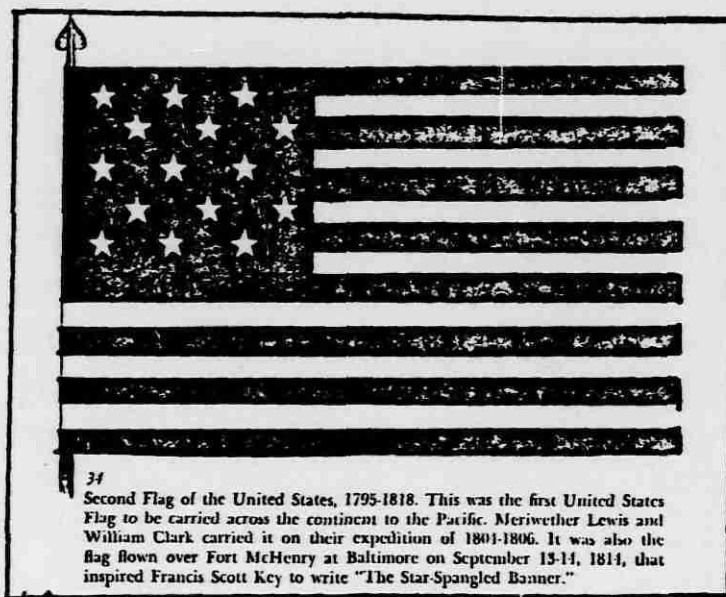 34
Second Flag of the United States, 1795-1818. This was the first United States
Flag to be carried across the continent to the Pacific. Meriwether Lewis and
William Clark carried it on their expedition of 1804-1806. It was also the
flag flown over Fort McHenry at Baltimore on September 13-14, 1814, that
inspired Francis Scott Key to write "The Star-Spangled Banner."